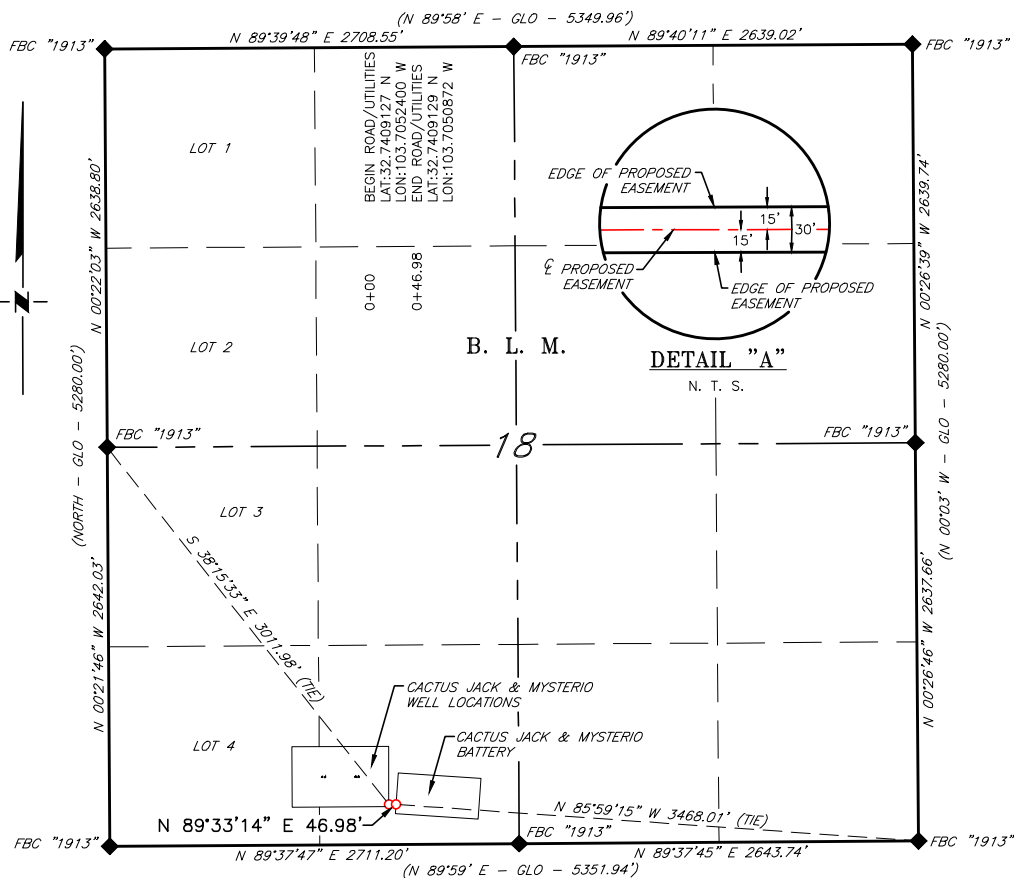 (N 89°58' E - GLO - 5349.96')
FBC "1913"
N 89°39'48" E 2708.55'
N 89°40'11" E 2639.02'
FBC "1913"
FBC "1913"
BEGIN ROAD/UTILITIES
LAT:32.7409127 N
LON:103.7052400 W
END ROAD/UTILITIES
LAT:32.7409129 N
LON:103.7050872 W
0+00
0+46.98
LOT 1
N 00°22'03" W 2638.80'
N 00°26'39" W 2639.74'
EDGE OF PROPOSED
EASEMENT
15'
15'
30'
℄ PROPOSED
EASEMENT
EDGE OF PROPOSED
EASEMENT
DETAIL "A"
N. T. S.
N
LOT 2
B. L. M.
(NORTH - GLO - 5280.00')
(N 00°03' W - GLO - 5280.00')
FBC "1913"
18
FBC "1913"
LOT 3
S 38°15'33" E 3011.98' (TIE)
N 00°21'46" W 2642.03'
N 00°26'46" W 2637.66'
CACTUS JACK & MYSTERIO
WELL LOCATIONS
LOT 4
CACTUS JACK & MYSTERIO
BATTERY
N 85°59'15" W 3468.01' (TIE)
N 89°33'14" E 46.98'
FBC "1913"
FBC "1913"
FBC "1913"
N 89°37'47" E 2711.20'
N 89°37'45" E 2643.74'
(N 89°59' E - GLO - 5351.94')